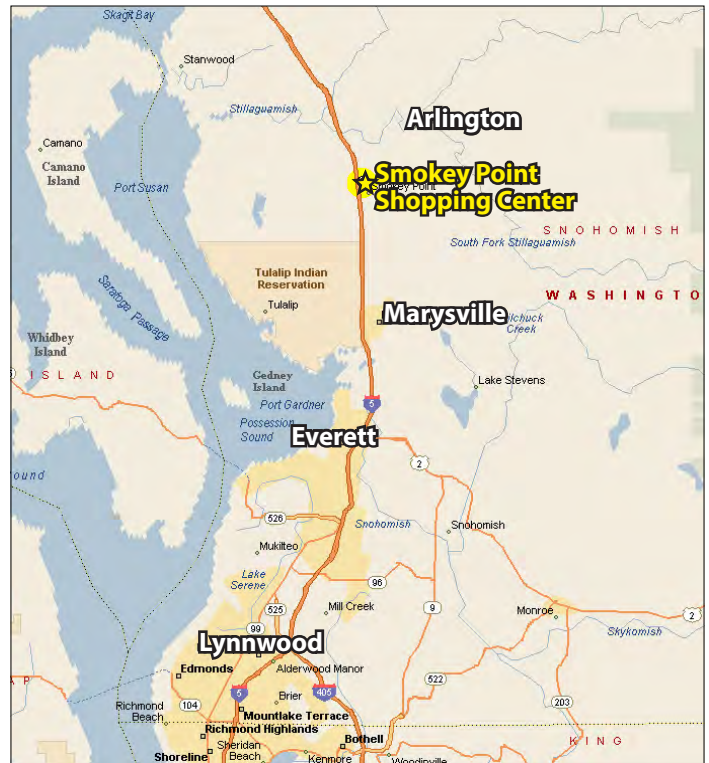 Skagit Bay
Stanwood
Stillaguamish
Arlington
Camano
Camano
Island
Port Susan
Smokey Point
Shopping Center
SNOHOMISH
South Fork Stillaguamish
Tulalip Indian
Reservation
Tulalip
Saratoga Passage
WASHINGTO
Marysville
Creek
Whidbey
Island
ISLAND
Gedney
Island
Lake Stevens
Port Gardner
5
Possession
Sound
Everett
2
ound
526
Snohomish
Snohomish
Mukilteo
Lake
Serene
96
525
Mill Creek
9
Monroe
2
99
Skykomish
Lynnwood
Edmonds
Alderwood Manor
522
5
405
Brier
203
104
Richmond
Beach
Mountlake Terrace
Richmond Highlands
KING
Sheridan
Beach
Bothell
Shoreline
Kenmore
Woodinville